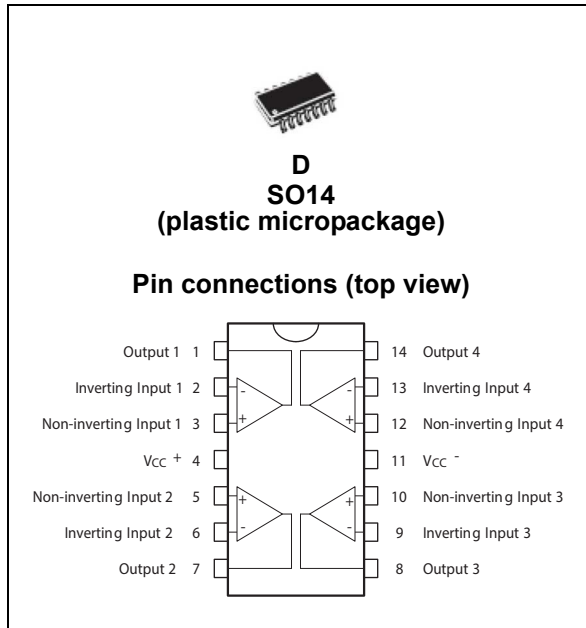 D
SO14
(plastic micropackage)
Pin connections (top view)
Output 1 1
14 Output 4
Inverting Input 1 2
13 Inverting Input 4
Non-inverting Input 1 3
12 Non-inverting Input 4
VCC + 4
11 VCC -
Non-inverting Input 2 5
10 Non-inverting Input 3
Inverting Input 2 6
9 Inverting Input 3
Output 2 7
8 Output 3
- + - +
+ - + -